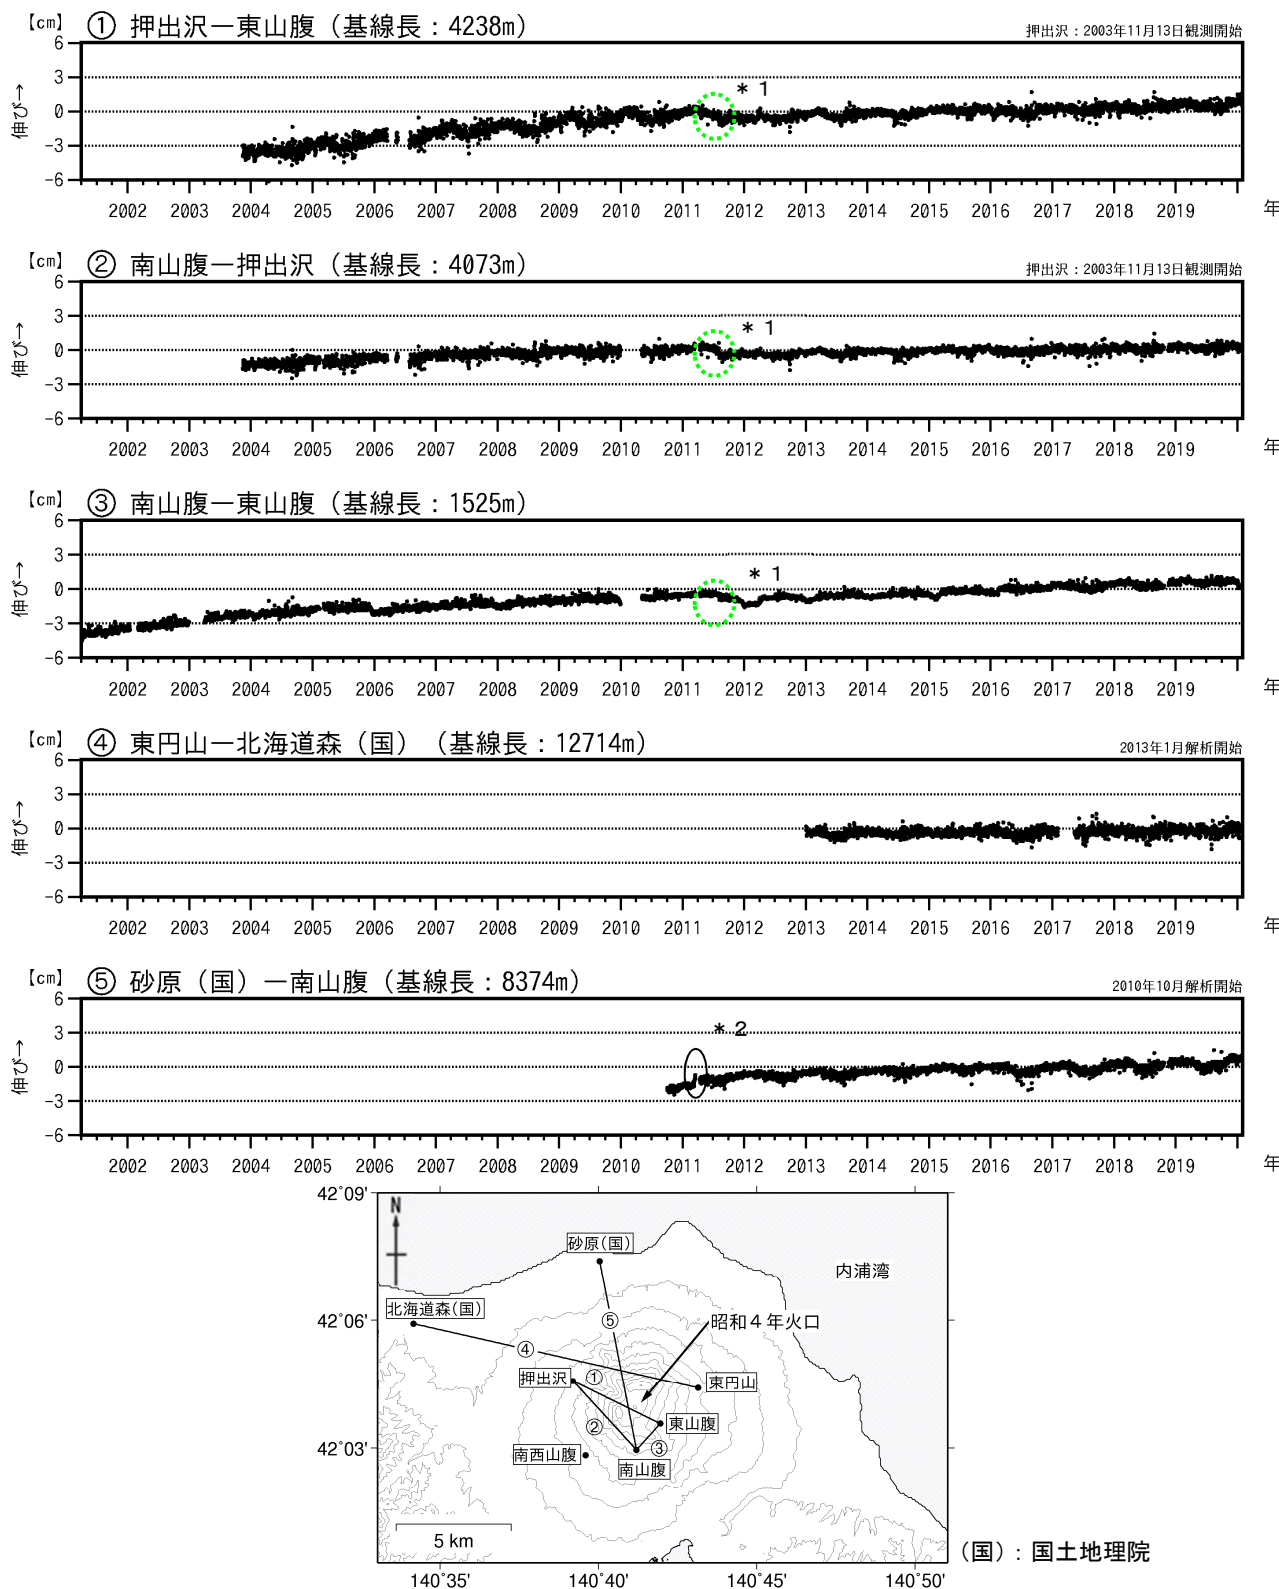 【cm】 ① 押出沢－東山腹（基線長：4238m） 押出沢：2003年11月13日観測開始
6
3
0
-3
-6
伸び→
＊1
2002 2003 2004 2005 2006 2007 2008 2009 2010 2011 2012 2013 2014 2015 2016 2017 2018 2019 年
【cm】 ② 南山腹－押出沢（基線長：4073m） 押出沢：2003年11月13日観測開始
6
3
0
-3
-6
伸び→
＊1
2002 2003 2004 2005 2006 2007 2008 2009 2010 2011 2012 2013 2014 2015 2016 2017 2018 2019 年
【cm】 ③ 南山腹－東山腹（基線長：1525m）
6
3
0
-3
-6
伸び→
＊1
2002 2003 2004 2005 2006 2007 2008 2009 2010 2011 2012 2013 2014 2015 2016 2017 2018 2019 年
【cm】 ④ 東円山－北海道森（国）（基線長：12714m） 2013年1月解析開始
6
3
0
-3
-6
伸び→
2002 2003 2004 2005 2006 2007 2008 2009 2010 2011 2012 2013 2014 2015 2016 2017 2018 2019 年
【cm】 ⑤ 砂原（国）－南山腹（基線長：8374m） 2010年10月解析開始
6
3
0
-3
-6
伸び→
＊2
2002 2003 2004 2005 2006 2007 2008 2009 2010 2011 2012 2013 2014 2015 2016 2017 2018 2019 年
42°09'
N
砂原(国)
内浦湾
北海道森(国)
42°06'
⑤
昭和４年火口
④
押出沢
①
東円山
東山腹
②
42°03'
南西山腹
③
南山腹
5 km
（国）：国土地理院
140°35' 140°40' 140°45' 140°50'